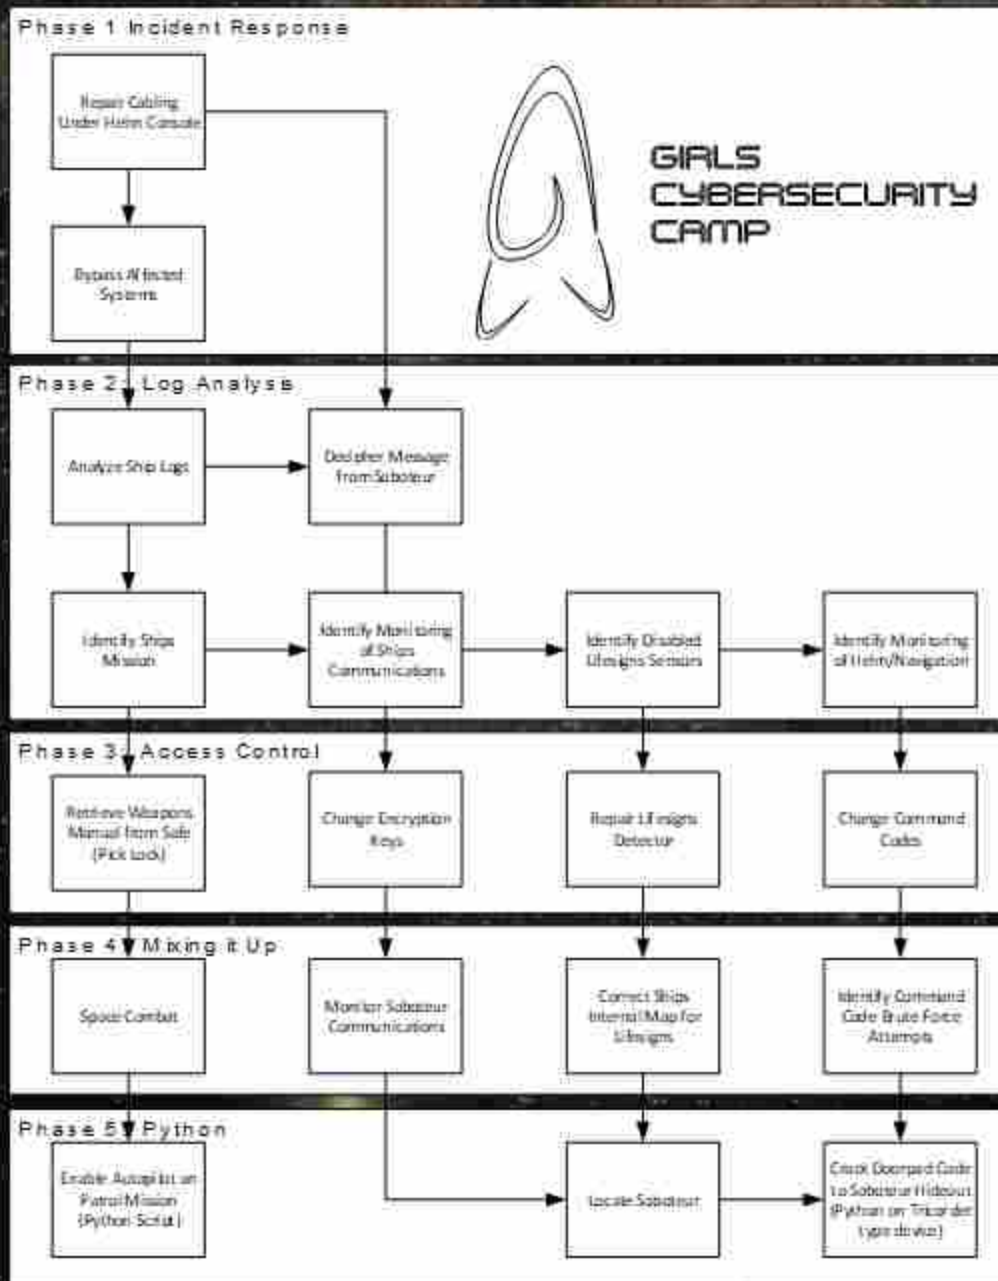 Phase 1 Incident Response
Repair Cabling
Under Helm Console
GIRLS
CYBERSECURITY
CAMP
Bypass Affected
Systems
Phase 2: Log Analysis
Analyze Ship Logs
Decipher Message
from Saboteur
Identify Ships
Mission
Identify Monitoring
of Ships
Communications
Identify Disabled
Lifesigns Sensors
Identify Monitoring
of Helm/Navigation
Phase 3: Access Control
Retrieve Weapons
Manual from Safe
(Pick Lock)
Change Encryption
Keys
Repair Lifesigns
Detector
Change Command
Codes
Phase 4: Mixing it Up
Space Combat
Monitor Saboteur
Communications
Correct Ships
Internal Map for
Lifesigns
Identify Command
Code Brute Force
Attempts
Phase 5: Python
Enable Autopilot on
Patrol Mission
(Python Script)
Locate Saboteur
Crack Doorpad Code
to Saboteur Hideout
(Python on Tricorder
type device)